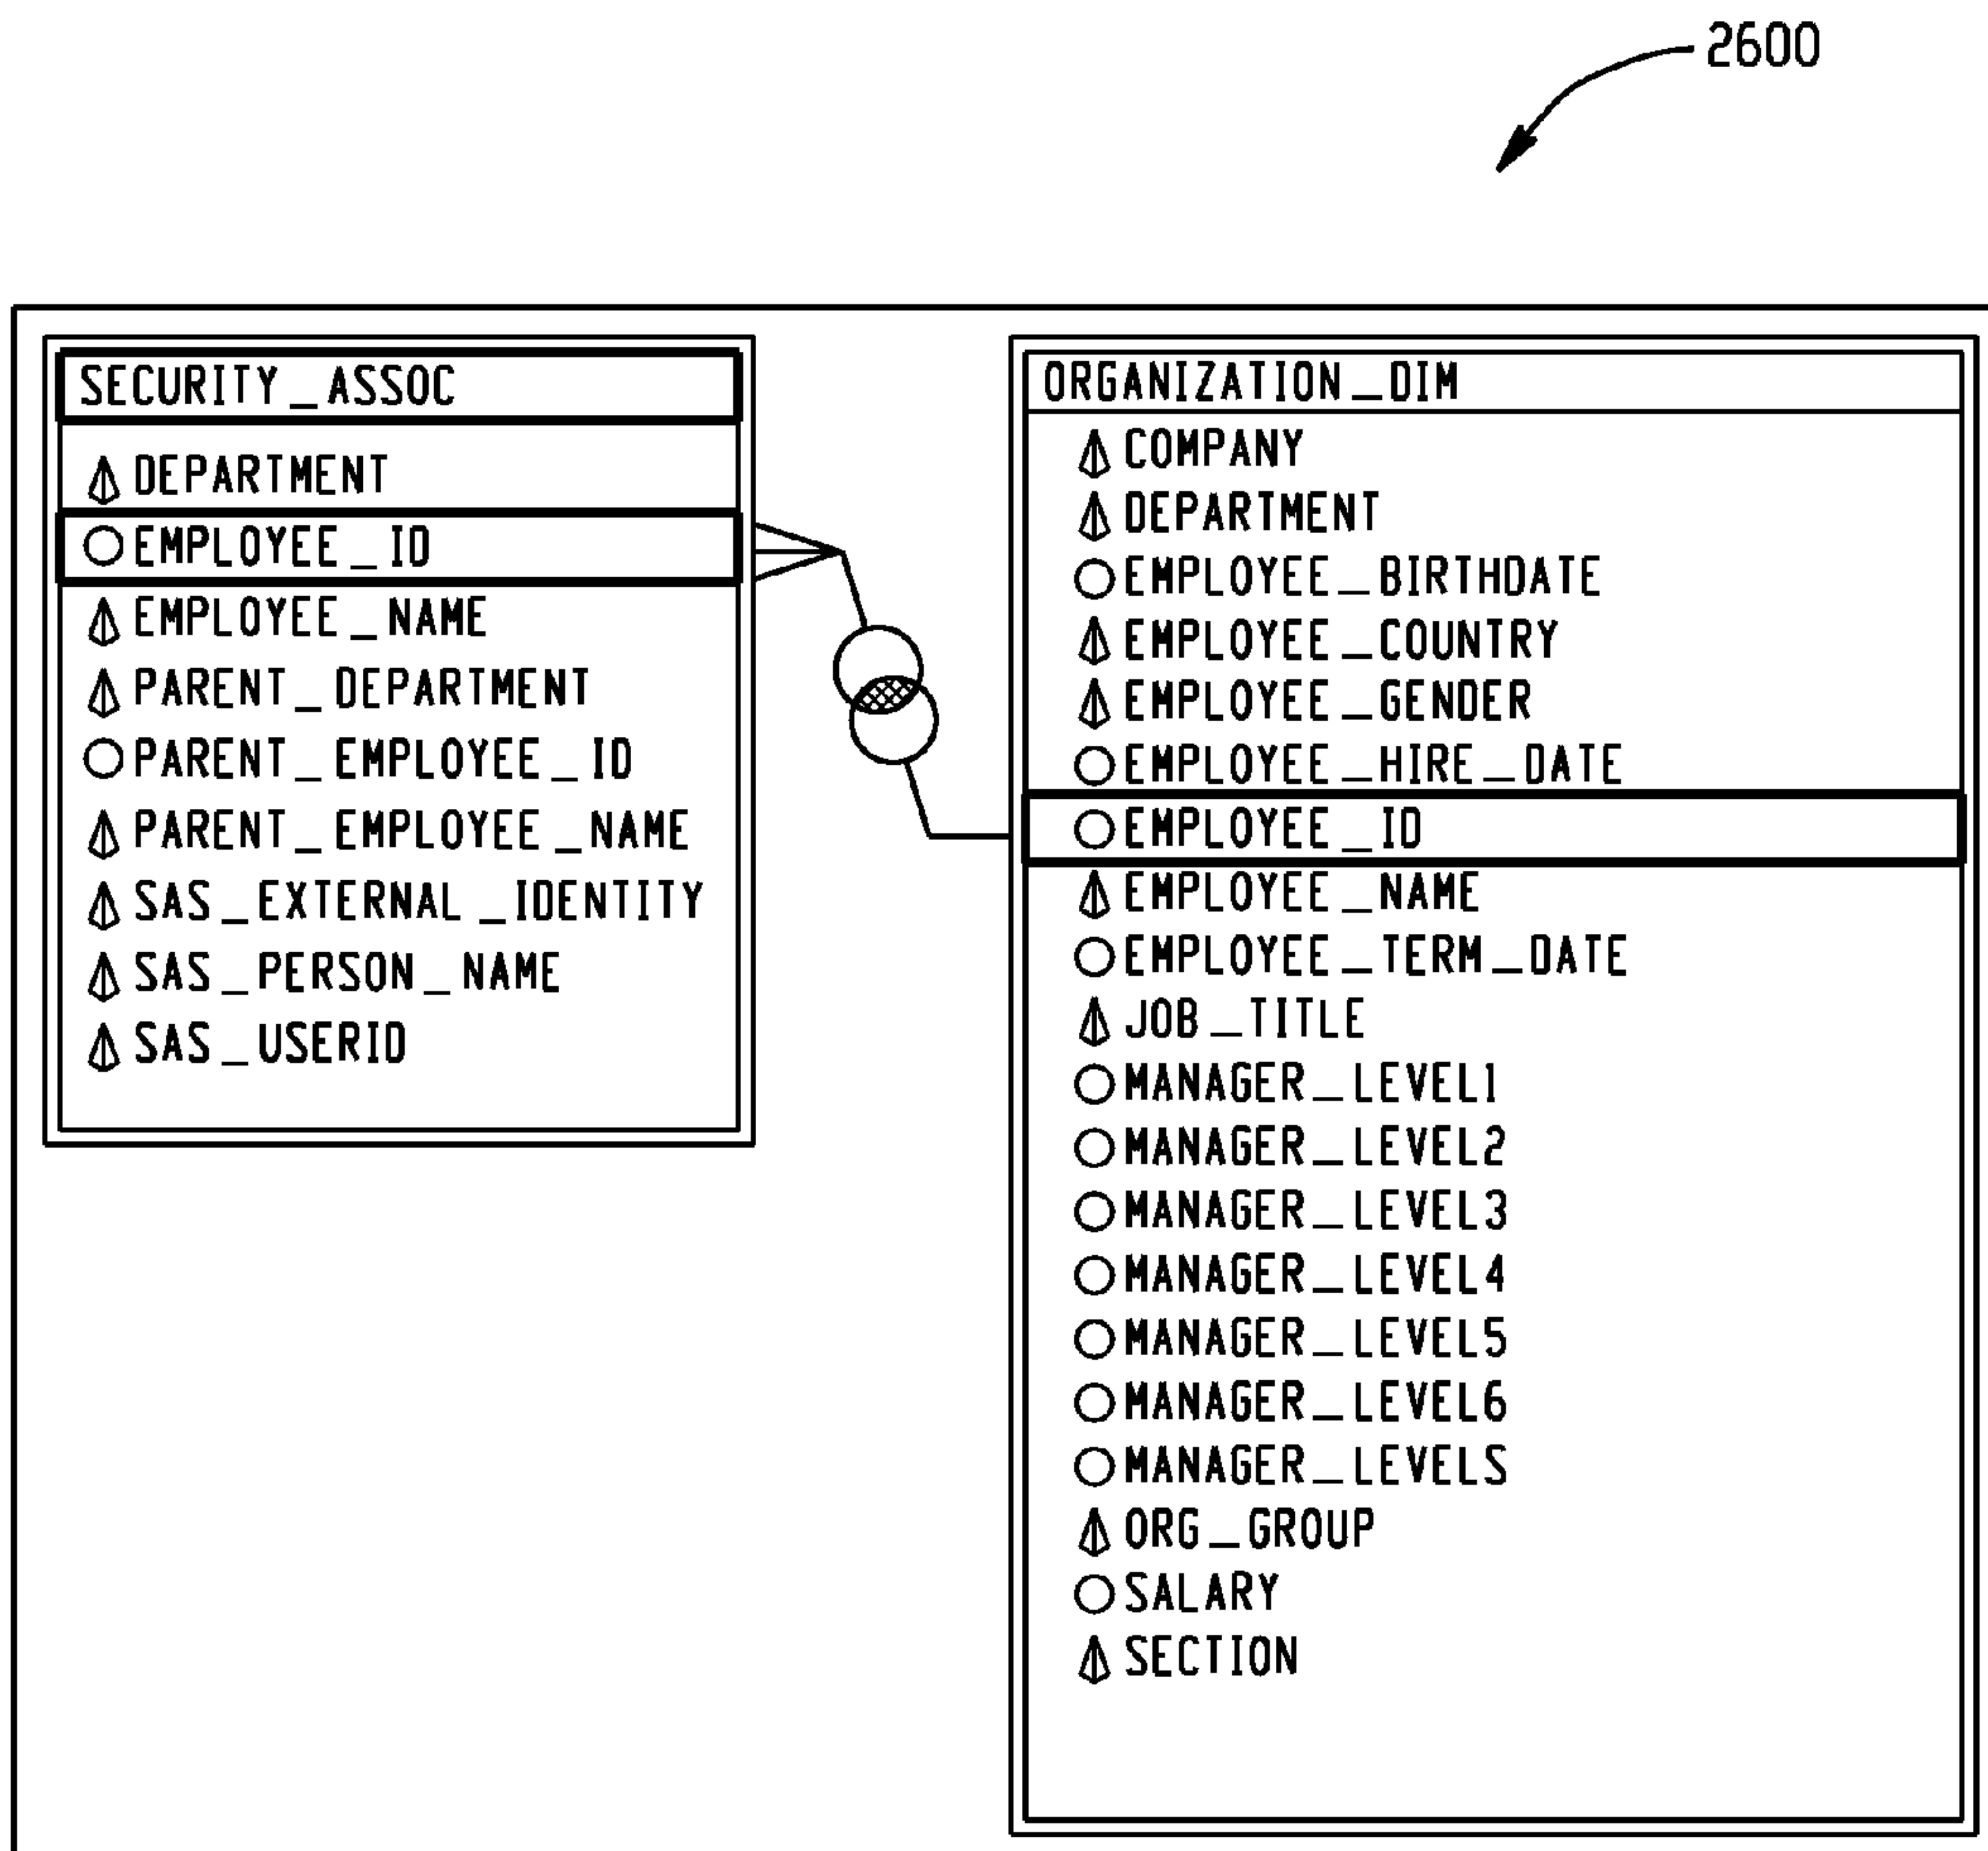 2600
SECURITY_ASSOC
DEPARTMENT
EMPLOYEE_ID
EMPLOYEE_NAME
PARENT_DEPARTMENT
PARENT_EMPLOYEE_ID
PARENT_EMPLOYEE_NAME
SAS_EXTERNAL_IDENTITY
SAS_PERSON_NAME
SAS_USERID
ORGANIZATION_DIM
COMPANY
DEPARTMENT
EMPLOYEE_BIRTHDATE
EMPLOYEE_COUNTRY
EMPLOYEE_GENDER
EMPLOYEE_HIRE_DATE
EMPLOYEE_ID
EMPLOYEE_NAME
EMPLOYEE_TERM_DATE
JOB_TITLE
MANAGER_LEVEL1
MANAGER_LEVEL2
MANAGER_LEVEL3
MANAGER_LEVEL4
MANAGER_LEVEL5
MANAGER_LEVEL6
MANAGER_LEVELS
ORG_GROUP
SALARY
SECTION